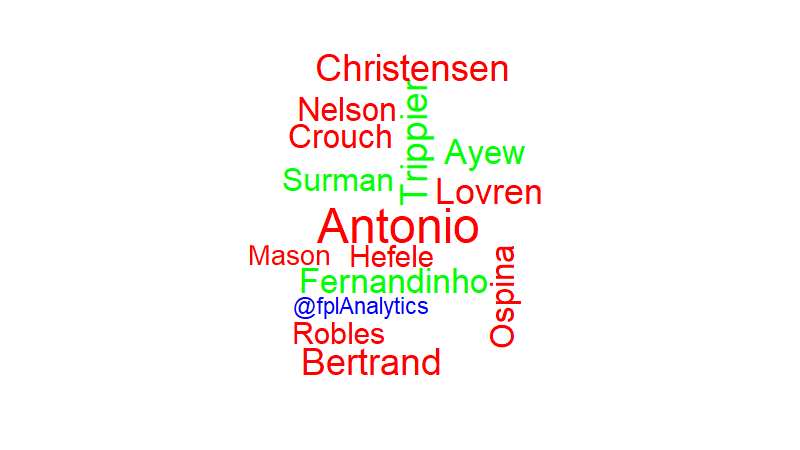 Christensen
Nelson
Trippier
Crouch
Ayew
Surman
Lovren
Antonio
Mason
Hefele
Ospina
Fernandinho
@fplAnalytics
Robles
Bertrand